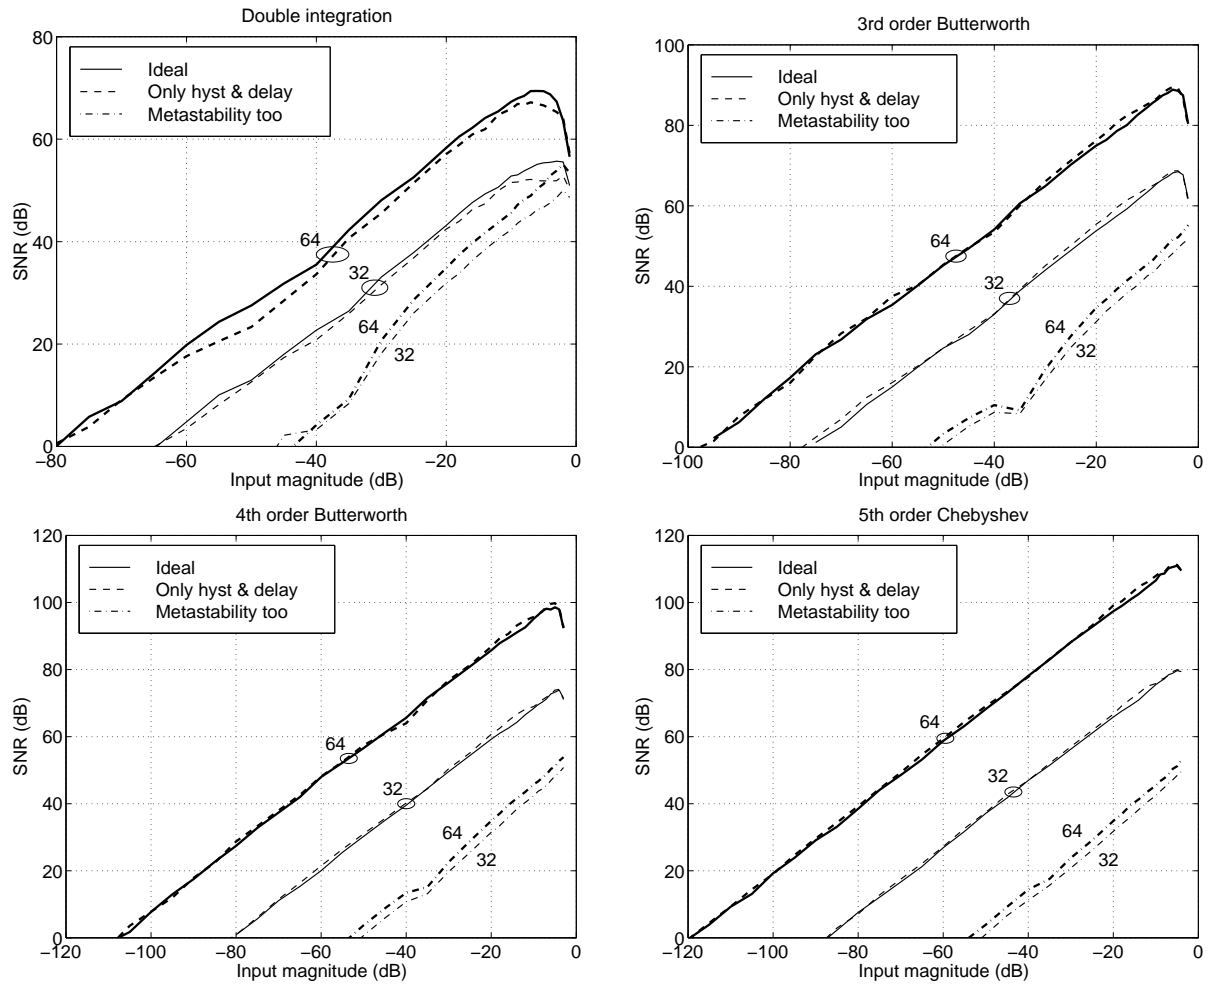 Double integration
80
60
40
20
0
SNR (dB)
Ideal
Only hyst & delay
Metastability too
64
32
64
32
−80
−60
−40
−20
0
Input magnitude (dB)
3rd order Butterworth
100
80
60
40
20
0
SNR (dB)
Ideal
Only hyst & delay
Metastability too
64
32
64
32
−100
−80
−60
−40
−20
0
Input magnitude (dB)
4th order Butterworth
120
100
80
60
40
20
0
SNR (dB)
Ideal
Only hyst & delay
Metastability too
64
32
64
32
−120
−100
−80
−60
−40
−20
0
Input magnitude (dB)
5th order Chebyshev
120
100
80
60
40
20
0
SNR (dB)
Ideal
Only hyst & delay
Metastability too
64
32
64
32
−120
−100
−80
−60
−40
−20
0
Input magnitude (dB)